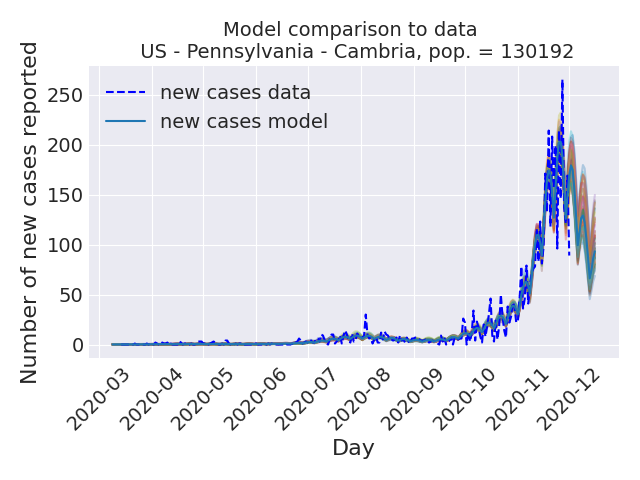 Model comparison to data
US - Pennsylvania - Cambria, pop. = 130192
Number of new cases reported
250
200
150
100
50
0
new cases data
new cases model
2020-03
2020-04
2020-05
2020-06
2020-07
2020-08
2020-09
2020-10
2020-11
2020-12
Day